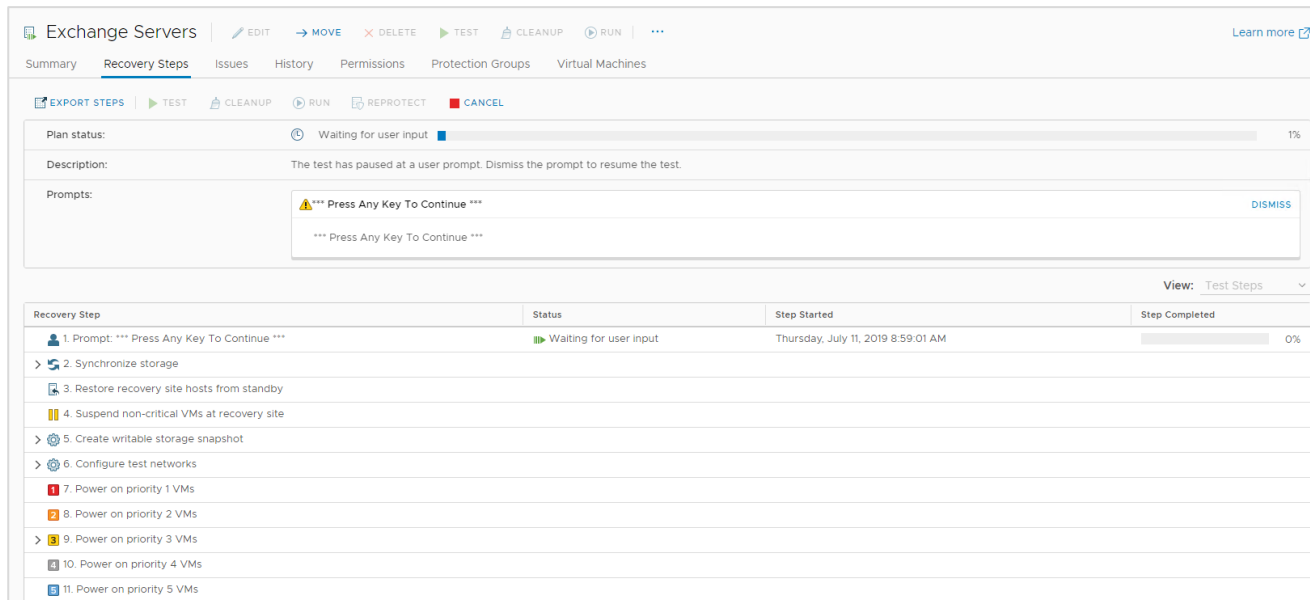 Exchange Servers EDIT MOVE DELETE TEST CLEANUP RUN ... Learn more
Summary Recovery Steps Issues History Permissions Protection Groups Virtual Machines
EXPORT STEPS TEST CLEANUP RUN REPROTECT CANCEL
Plan status: Waiting for user input 1%
Description: The test has paused at a user prompt. Dismiss the prompt to resume the test.
Prompts: *** Press Any Key To Continue *** DISMISS
*** Press Any Key To Continue ***
View: Test Steps
Recovery Step Status Step Started Step Completed
1. Prompt: *** Press Any Key To Continue *** Waiting for user input Thursday, July 11, 2019 8:59:01 AM 0%
2. Synchronize storage
3. Restore recovery site hosts from standby
4. Suspend non-critical VMs at recovery site
5. Create writable storage snapshot
6. Configure test networks
1 7. Power on priority 1 VMs
2 8. Power on priority 2 VMs
3 9. Power on priority 3 VMs
4 10. Power on priority 4 VMs
5 11. Power on priority 5 VMs